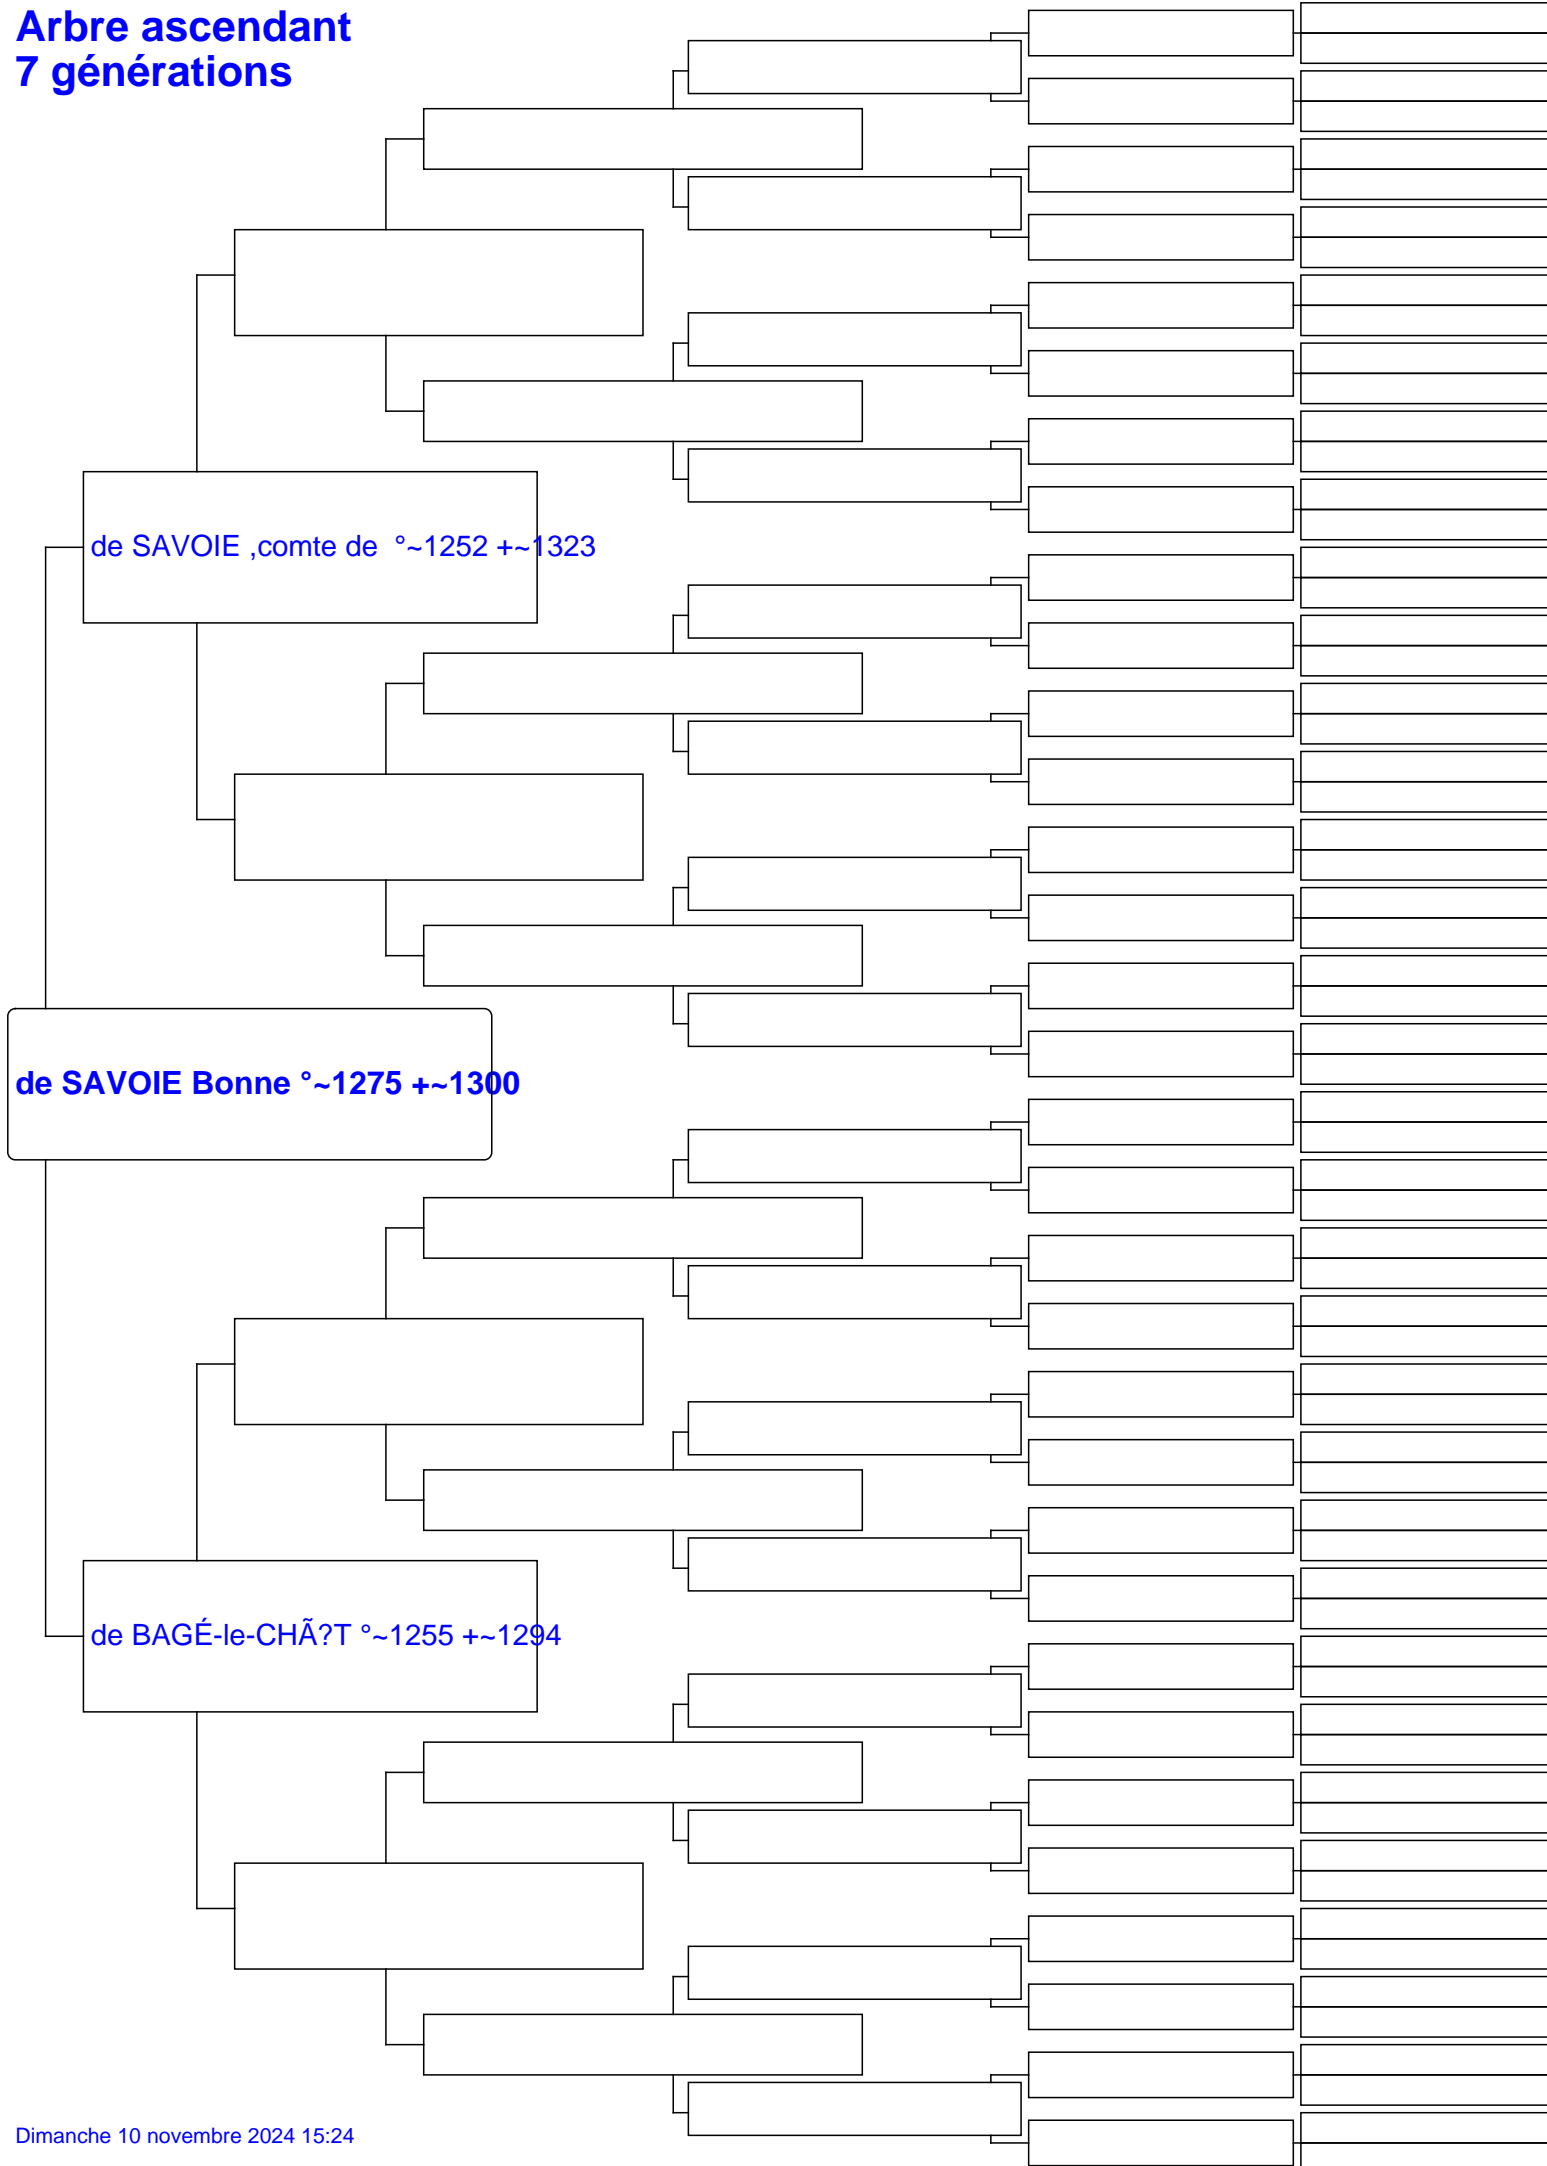 Arbre ascendant
7 générations
de SAVOIE ,comte de  °~1252 +~1323
de SAVOIE Bonne °~1275 +~1300
de BAGÉ-le-CHÃ?T °~1255 +~1294
Dimanche 10 novembre 2024 15:24